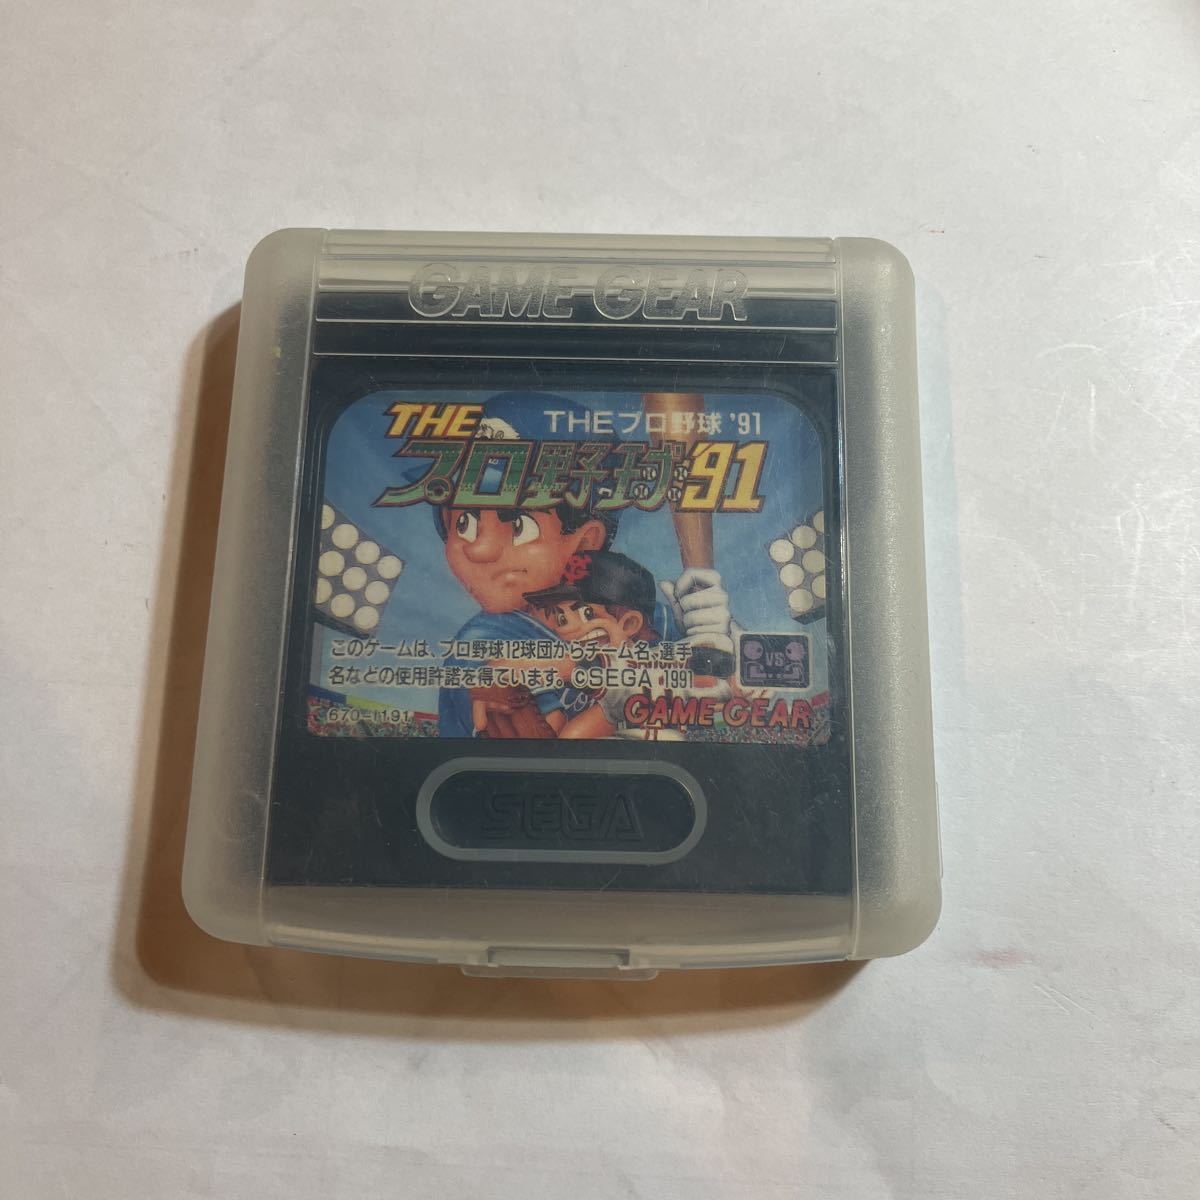 GAME GEAR
THE THEプロ野球 '91
プロ野球'91
このゲームは、プロ野球12球団からチーム名、選手
名などの使用許諾を得ています。©SEGA 1991
VS
670-1191
GAME GEAR
SEGA